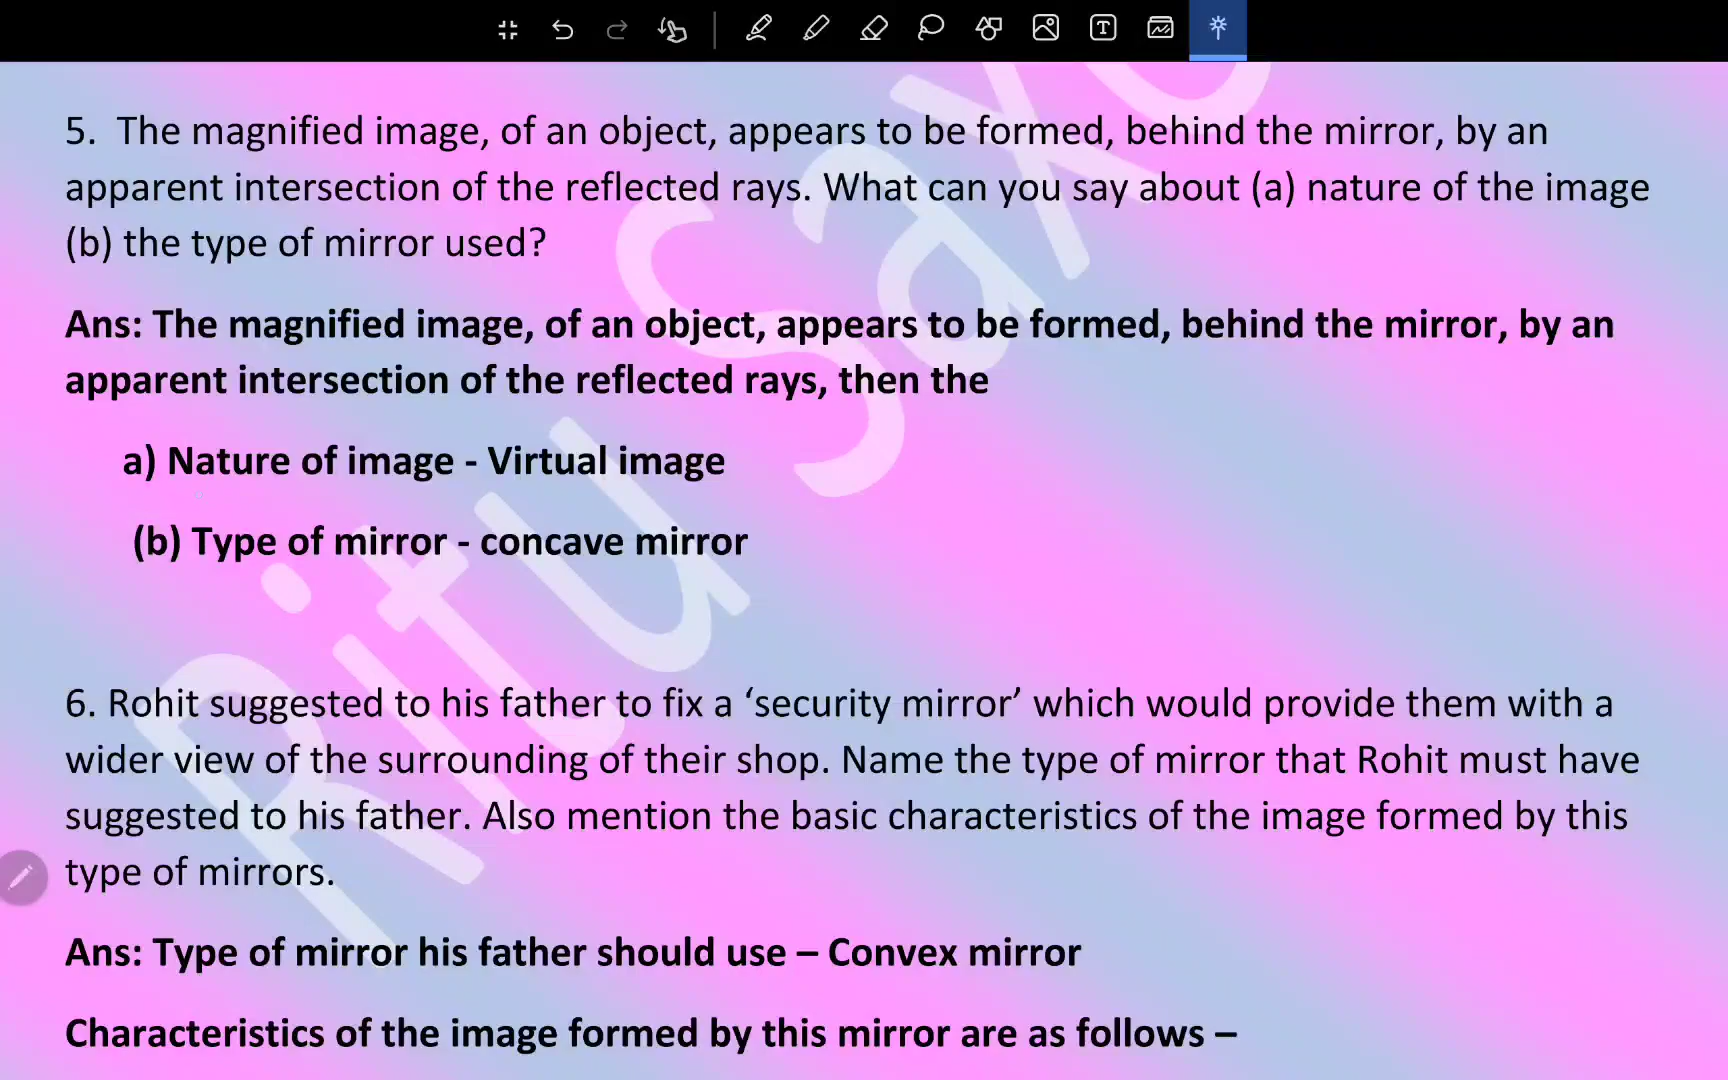 5. The magnified image, of an object, appears to be formed, behind the mirror, by an
apparent intersection of the reflected rays. What can you say about (a) nature of the image
(b) the type of mirror used?
Ans: The magnified image, of an object, appears to be formed, behind the mirror, by an
apparent intersection of the reflected rays, then the
a) Nature of image - Virtual image
(b) Type of mirror - concave mirror
6. Rohit suggested to his father to fix a ‘security mirror’ which would provide them with a
wider view of the surrounding of their shop. Name the type of mirror that Rohit must have
suggested to his father. Also mention the basic characteristics of the image formed by this
type of mirrors.
Ans: Type of mirror his father should use – Convex mirror
Characteristics of the image formed by this mirror are as follows –
Ritu Saxe